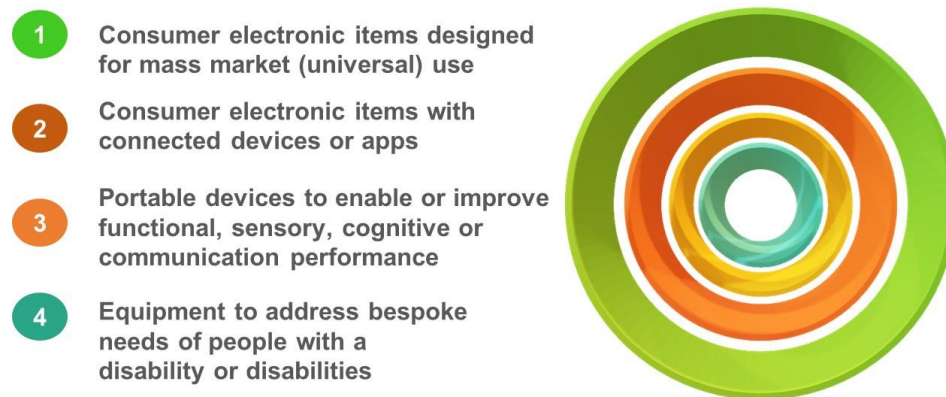 1
Consumer electronic items designed
for mass market (universal) use
2
Consumer electronic items with
connected devices or apps
3
Portable devices to enable or improve
functional, sensory, cognitive or
communication performance
4
Equipment to address bespoke
needs of people with a
disability or disabilities